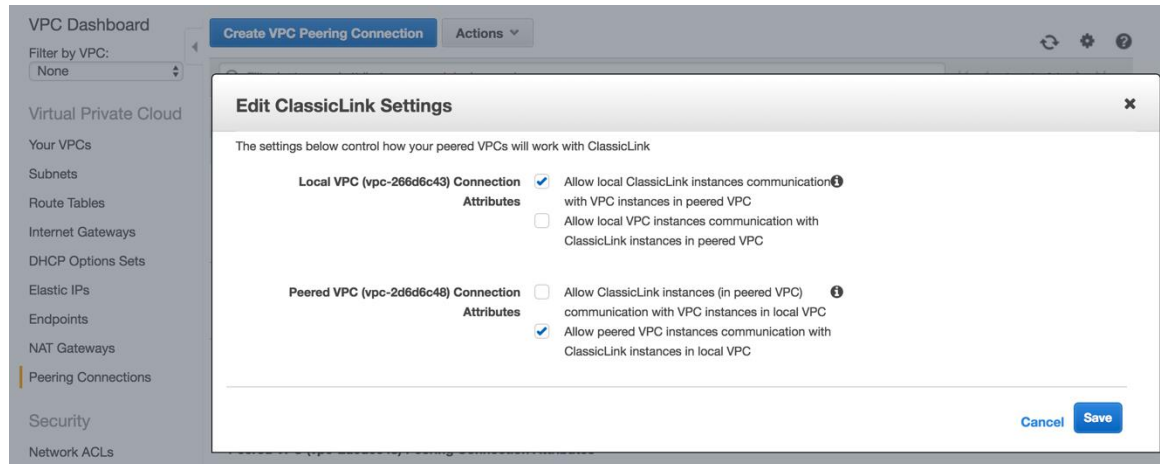 VPC Dashboard
Filter by VPC:
None
Virtual Private Cloud
Your VPCs
Subnets
Route Tables
Internet Gateways
DHCP Options Sets
Elastic IPs
Endpoints
NAT Gateways
Peering Connections
Security
Network ACLs
Create VPC Peering Connection
Actions
Edit ClassicLink Settings
The settings below control how your peered VPCs will work with ClassicLink
Local VPC (vpc-266d6c43) Connection
Attributes
Allow local ClassicLink instances communication
with VPC instances in peered VPC
Allow local VPC instances communication with
ClassicLink instances in peered VPC
Peered VPC (vpc-2d6d6c48) Connection
Attributes
Allow ClassicLink instances (in peered VPC)
communication with VPC instances in local VPC
Allow peered VPC instances communication with
ClassicLink instances in local VPC
Cancel
Save